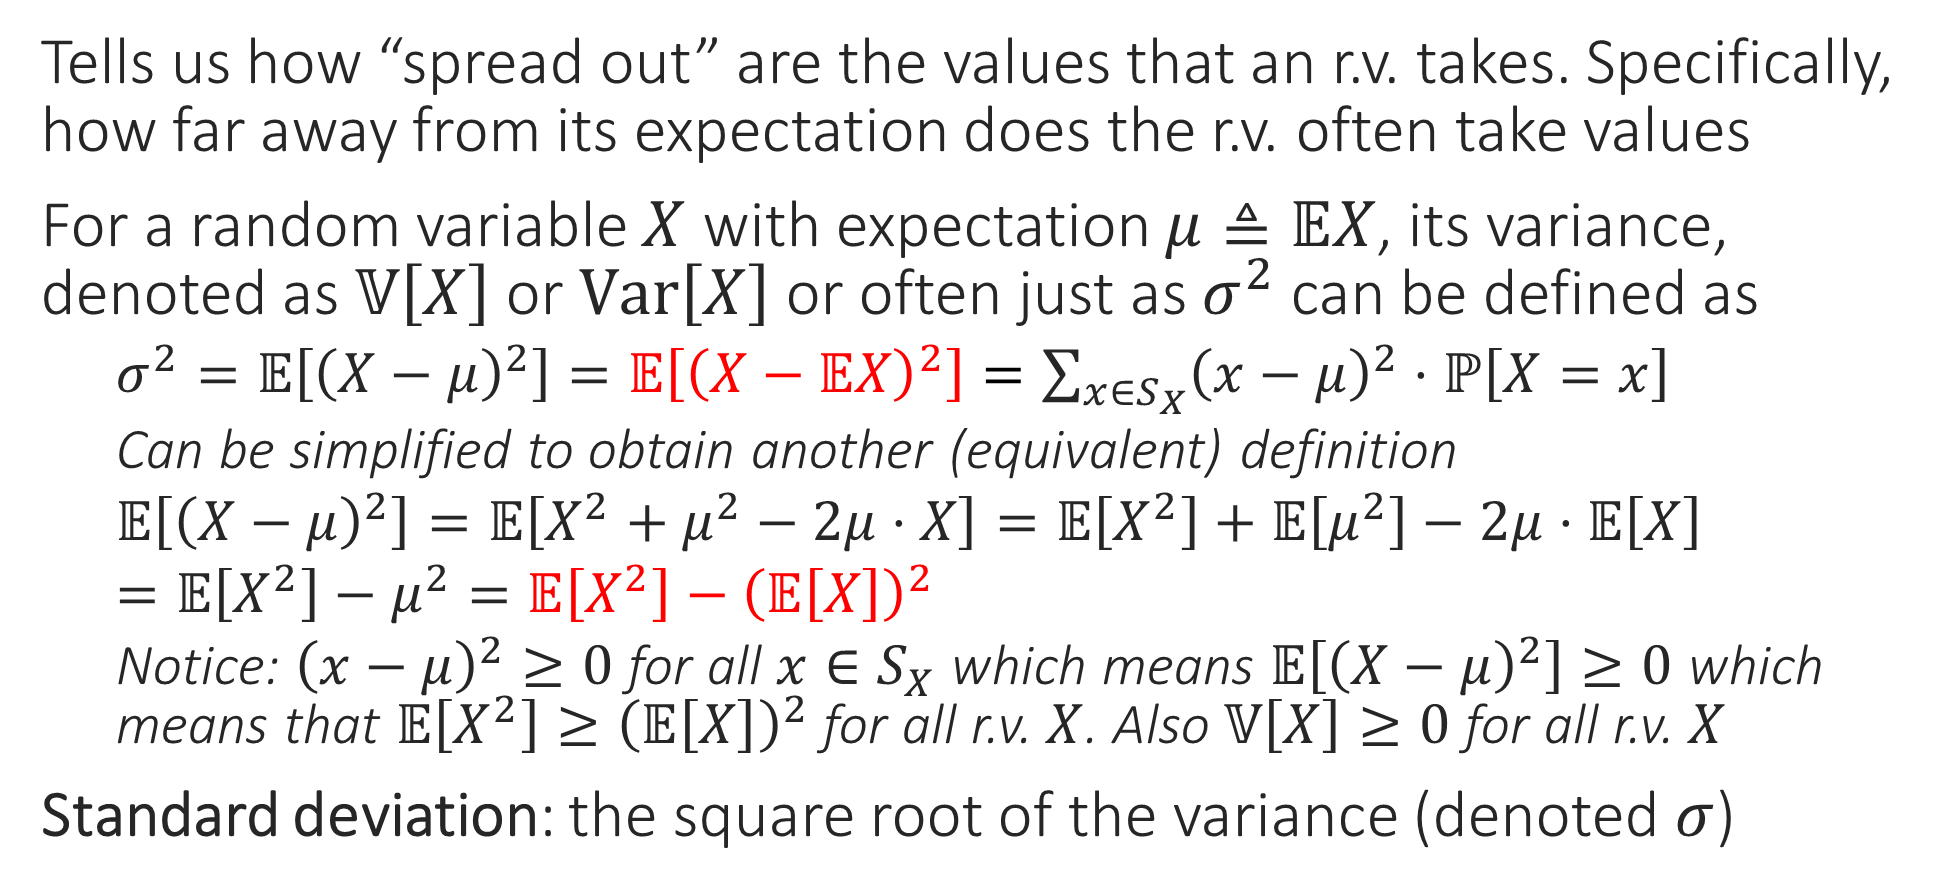 Tells us how “spread out” are the values that an r.v. takes. Specifically,
how far away from its expectation does the r.v. often take values
For a random variable 𝑋 with expectation 𝜇 ≜ 𝔼𝑋, its variance,
denoted as 𝕍[𝑋] or Var[𝑋] or often just as 𝜎² can be defined as
𝜎² = 𝔼[(𝑋 − 𝜇)²] = 𝔼[(𝑋 − 𝔼𝑋)²] = ∑_{𝑥∈𝑆_𝑋}(𝑥 − 𝜇)² · ℙ[𝑋 = 𝑥]
Can be simplified to obtain another (equivalent) definition
𝔼[(𝑋 − 𝜇)²] = 𝔼[𝑋² + 𝜇² − 2𝜇 · 𝑋] = 𝔼[𝑋²] + 𝔼[𝜇²] − 2𝜇 · 𝔼[𝑋]
= 𝔼[𝑋²] − 𝜇² = 𝔼[𝑋²] − (𝔼[𝑋])²
Notice: (𝑥 − 𝜇)² ≥ 0 for all 𝑥 ∈ 𝑆_𝑋 which means 𝔼[(𝑋 − 𝜇)²] ≥ 0 which
means that 𝔼[𝑋²] ≥ (𝔼[𝑋])² for all r.v. 𝑋. Also 𝕍[𝑋] ≥ 0 for all r.v. 𝑋
Standard deviation: the square root of the variance (denoted 𝜎)